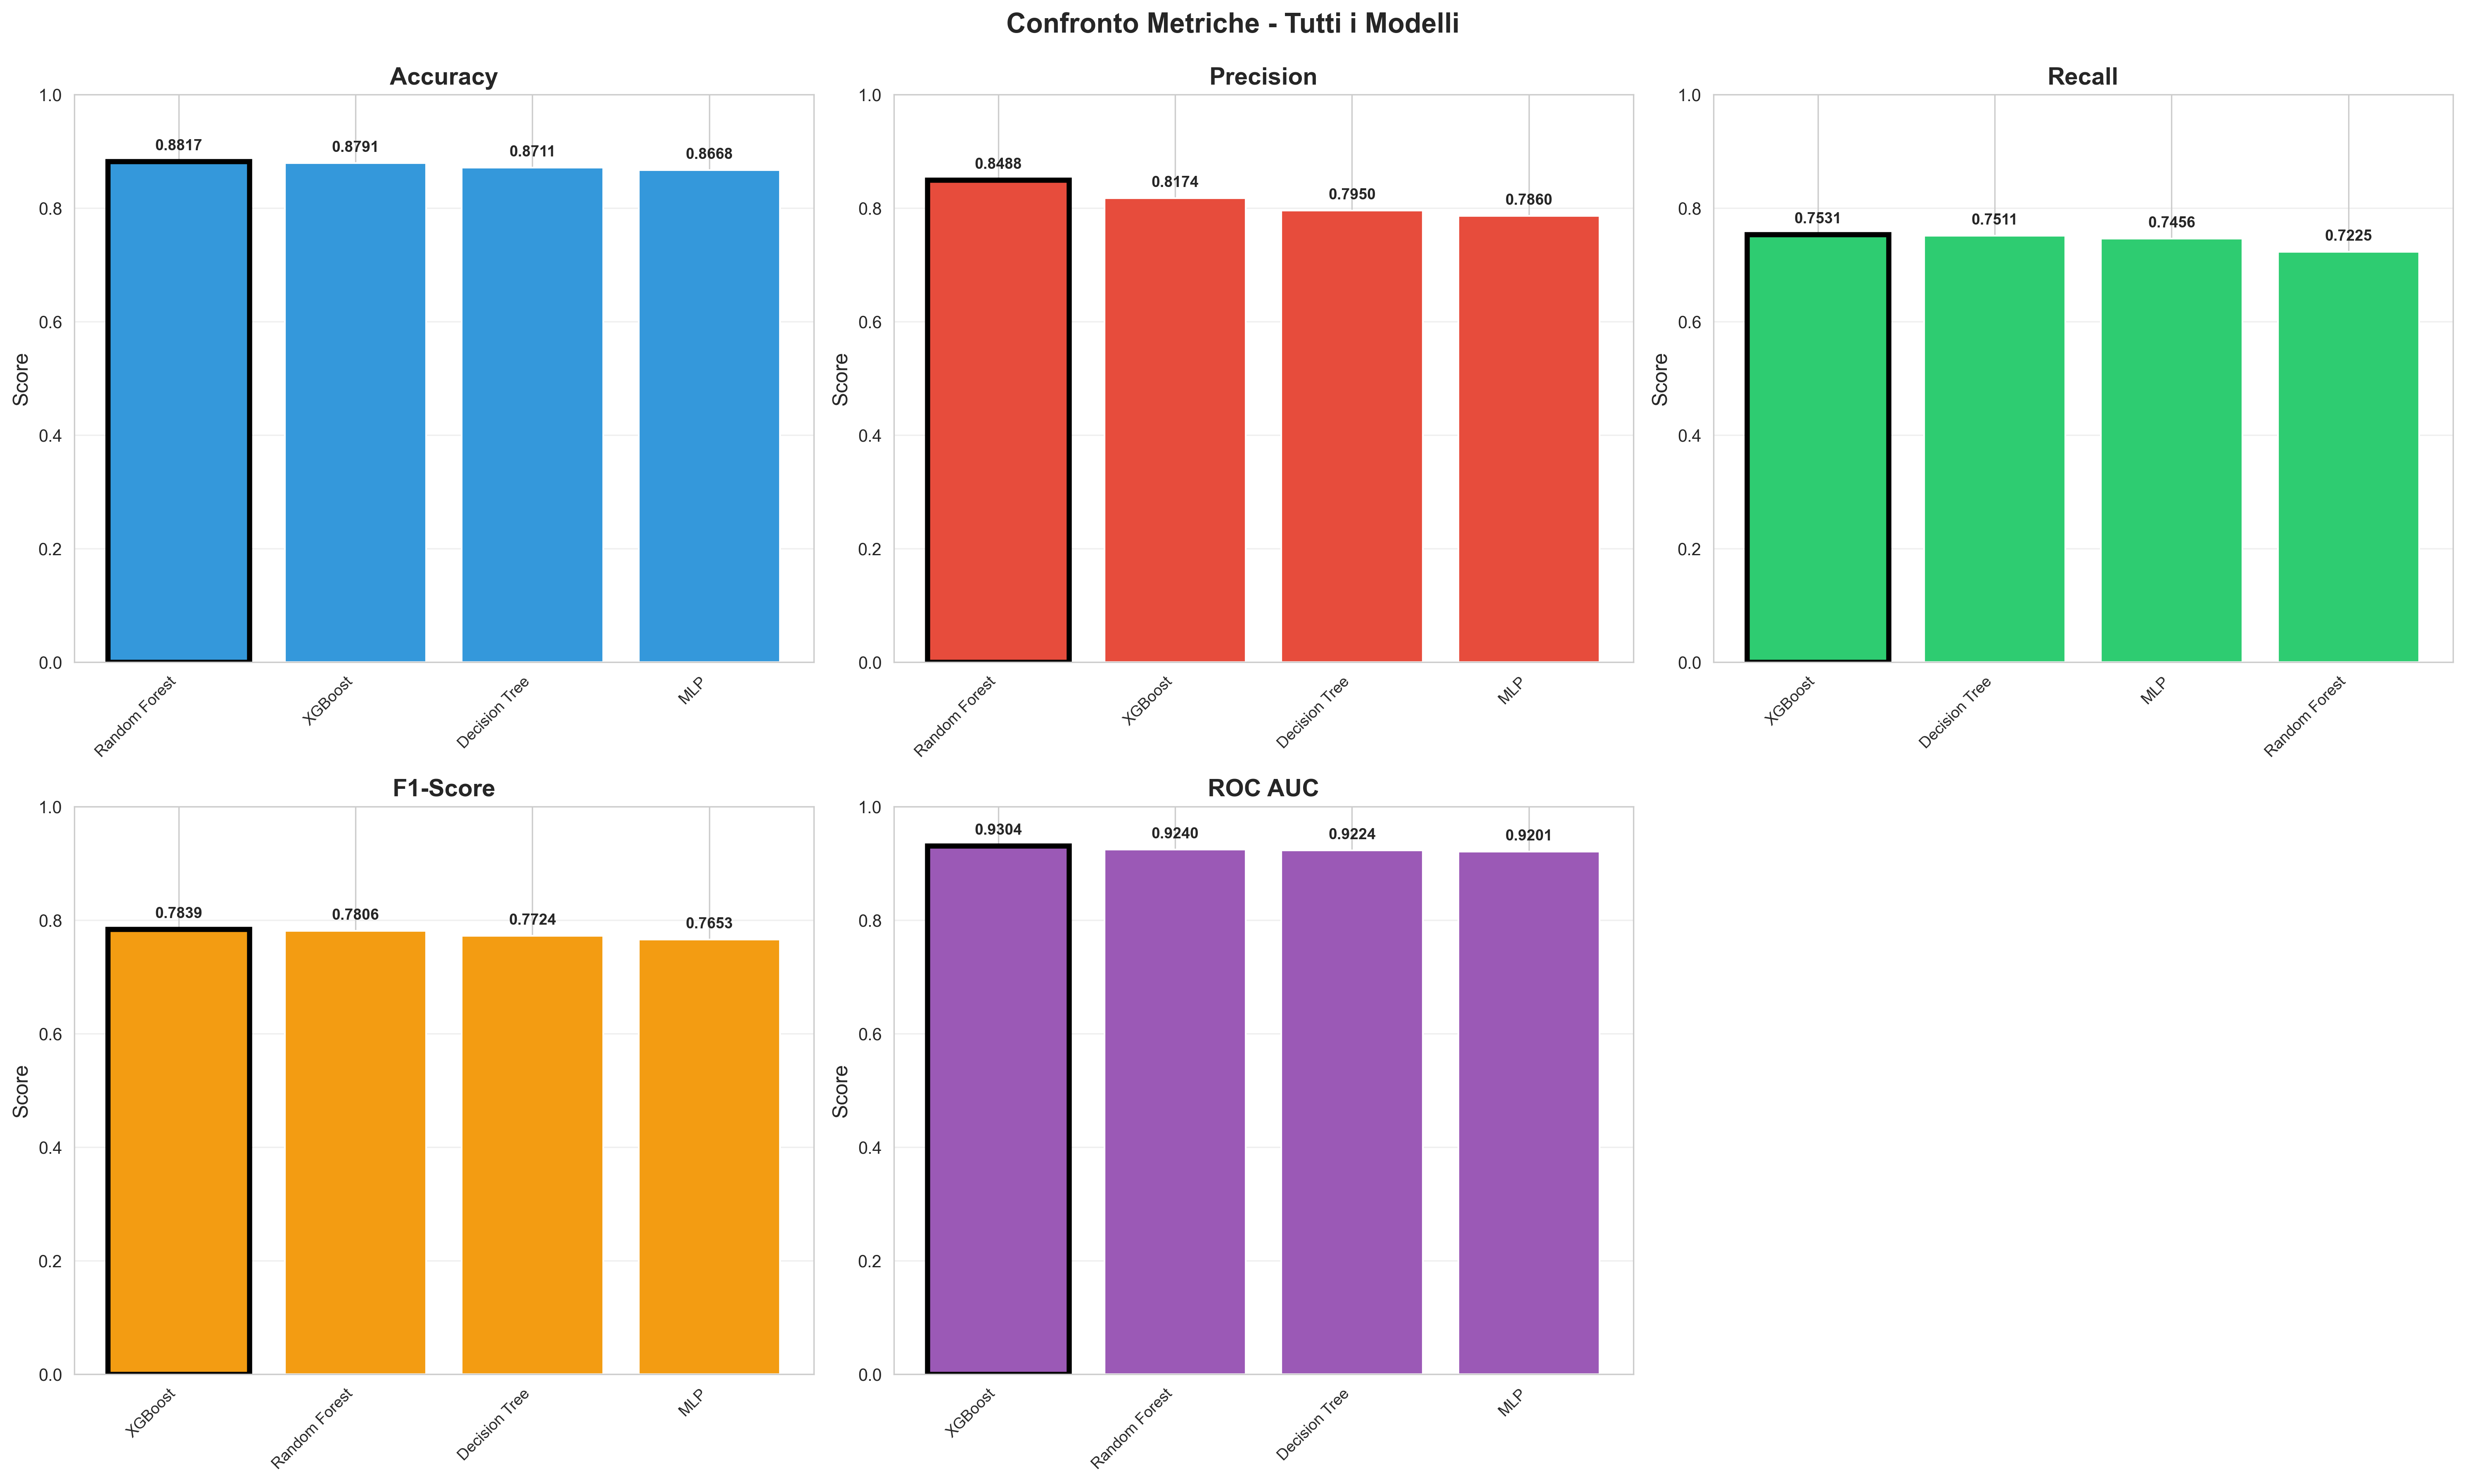 Confronto Metriche - Tutti i Modelli
Accuracy
Score
1.0
0.8
0.6
0.4
0.2
0.0
0.8817
0.8791
0.8711
0.8668
Random Forest
XGBoost
Decision Tree
MLP
Precision
Score
1.0
0.8
0.6
0.4
0.2
0.0
0.8488
0.8174
0.7950
0.7860
Random Forest
XGBoost
Decision Tree
MLP
Recall
Score
1.0
0.8
0.6
0.4
0.2
0.0
0.7531
0.7511
0.7456
0.7225
XGBoost
Decision Tree
MLP
Random Forest
F1-Score
Score
1.0
0.8
0.6
0.4
0.2
0.0
0.7839
0.7806
0.7724
0.7653
XGBoost
Random Forest
Decision Tree
MLP
ROC AUC
Score
1.0
0.8
0.6
0.4
0.2
0.0
0.9304
0.9240
0.9224
0.9201
XGBoost
Random Forest
Decision Tree
MLP